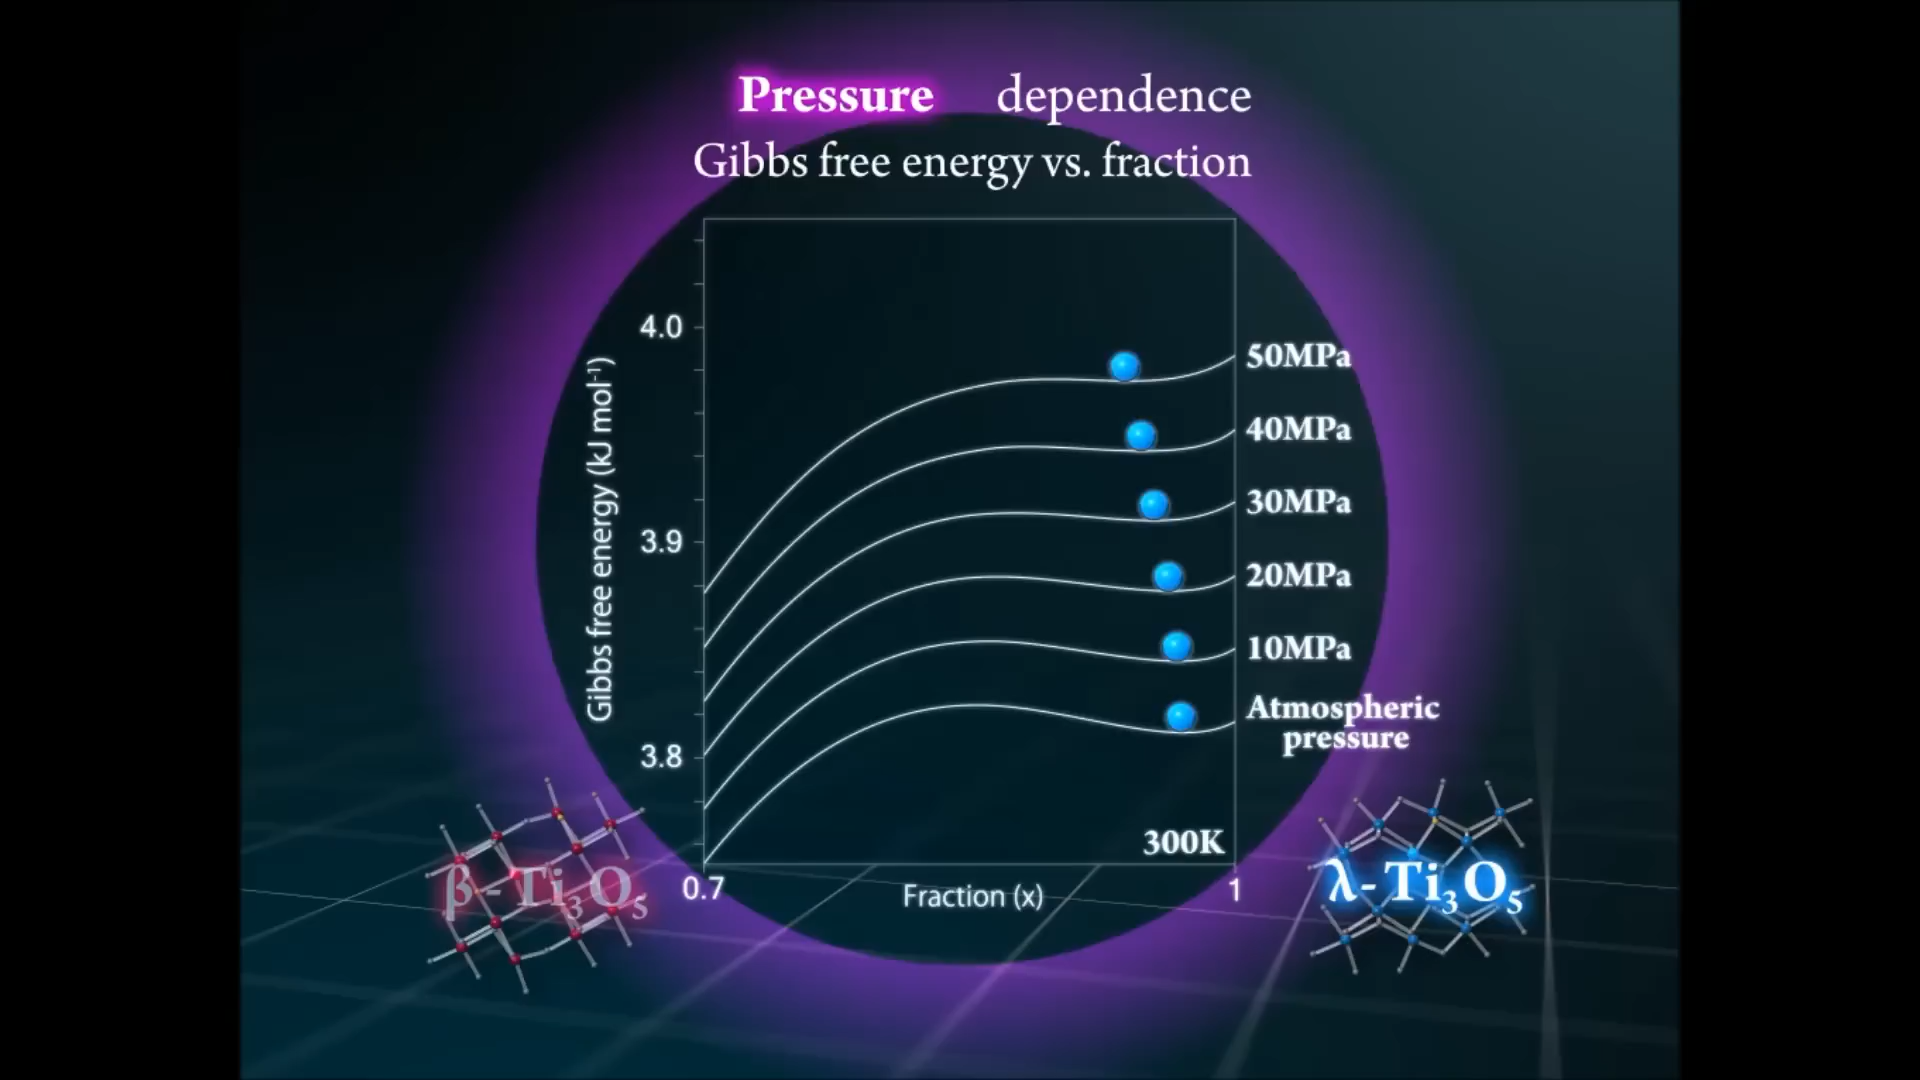 Pressure dependence
Gibbs free energy vs. fraction
Gibbs free energy (kJ mol⁻¹)
4.0
3.9
3.8
50MPa
40MPa
30MPa
20MPa
10MPa
Atmospheric
pressure
300K
0.7
Fraction (x)
1
β-Ti₃O₅
λ-Ti₃O₅